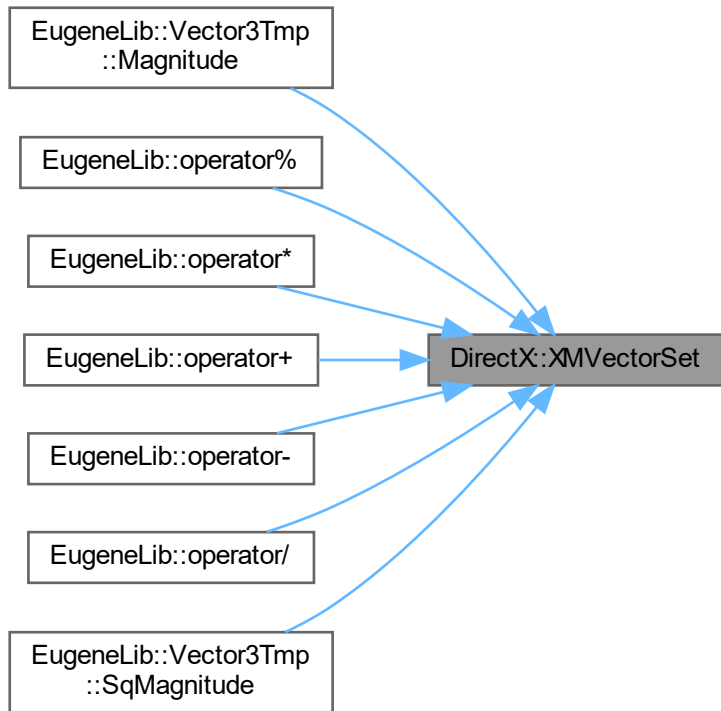 EugeneLib::Vector3Tmp
::Magnitude
EugeneLib::operator%
EugeneLib::operator*
EugeneLib::operator+
DirectX::XMVectorSet
EugeneLib::operator-
EugeneLib::operator/
EugeneLib::Vector3Tmp
::SqMagnitude